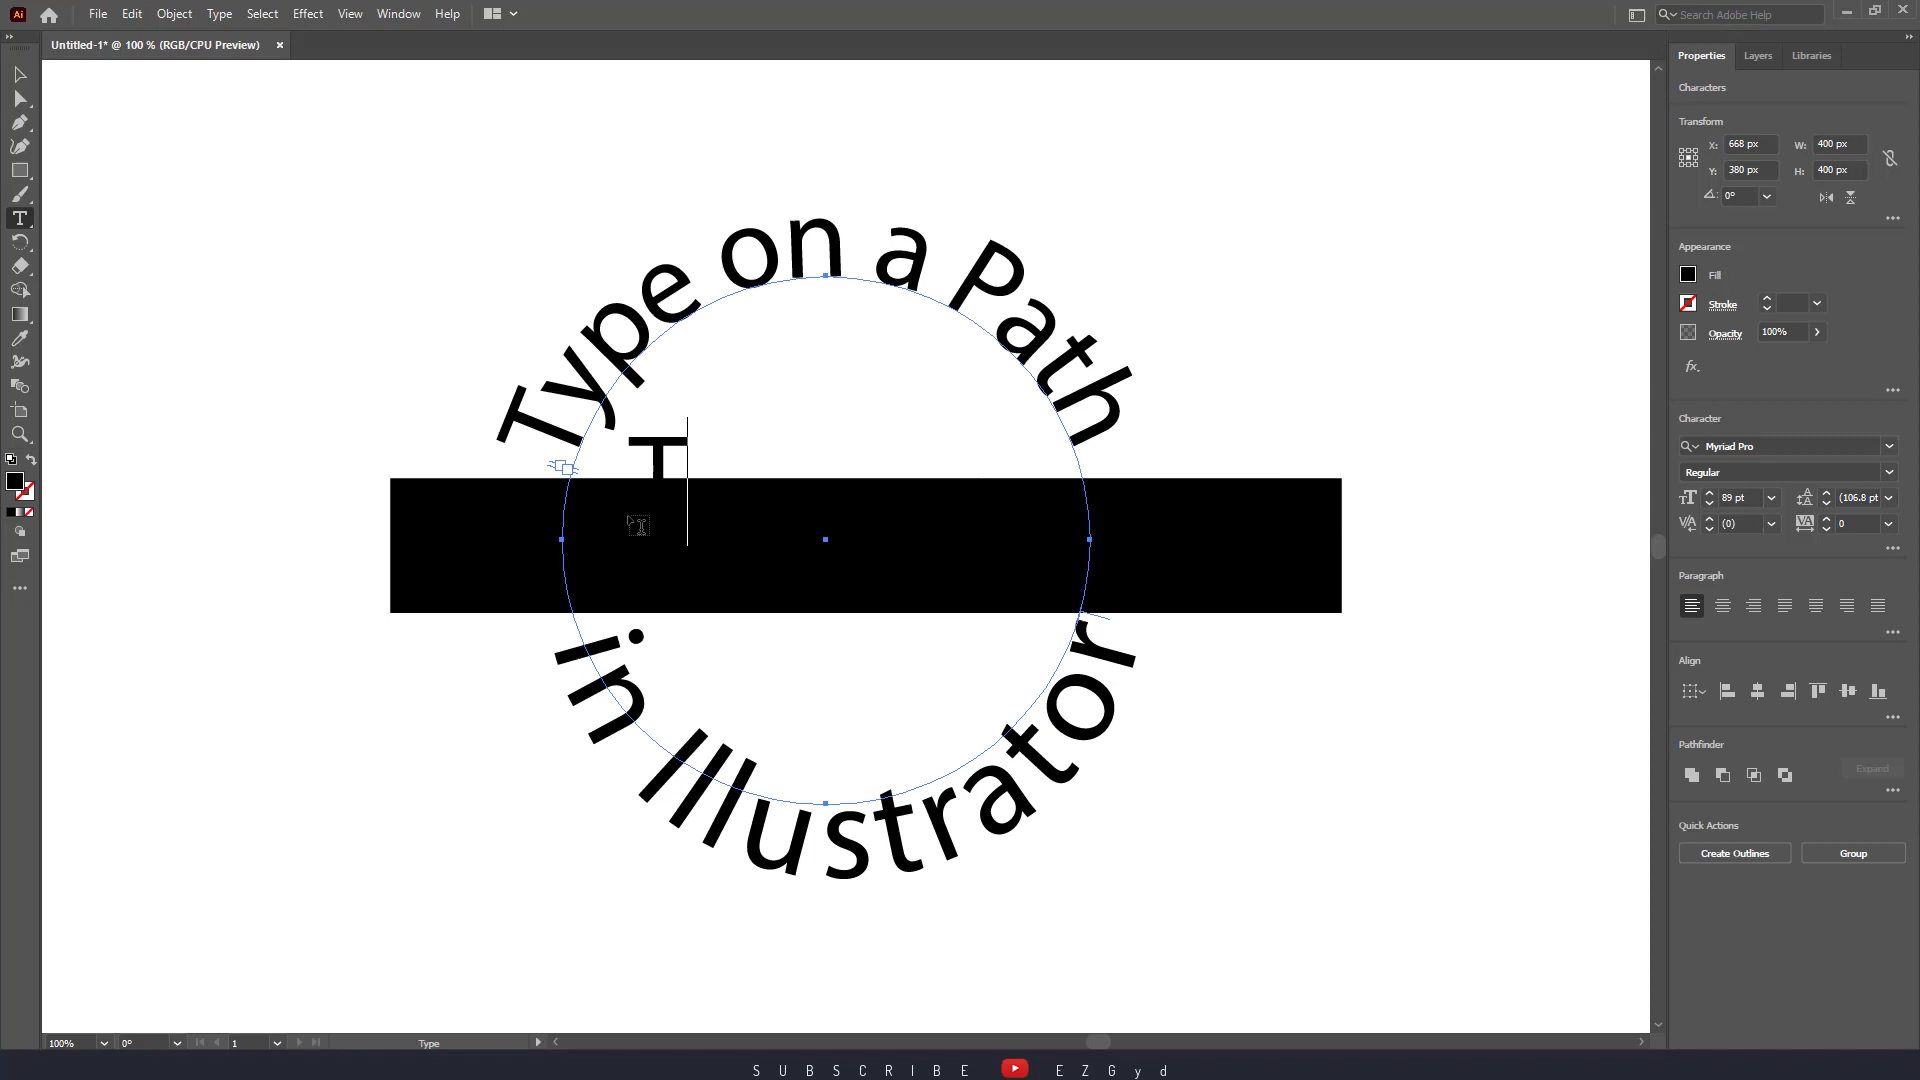 File Edit Object Type Select Effect View Window Help
Search Adobe Help
Untitled-1* @ 100 % (RGB/CPU Preview)
Properties Layers Libraries
Characters
Transform
X: 668 px W: 400 px
Y: 380 px H: 400 px
0°
Appearance
Fill
Stroke
Opacity 100%
fx.
Character
Myriad Pro
Regular
89 pt (106.8 pt
(0) 0
Paragraph
Align
Pathfinder
Expand
Quick Actions
Create Outlines Group
Type on a Path
T
In Illustrator
100% 0° 1 Type
SUBSCRIBE EZGyd